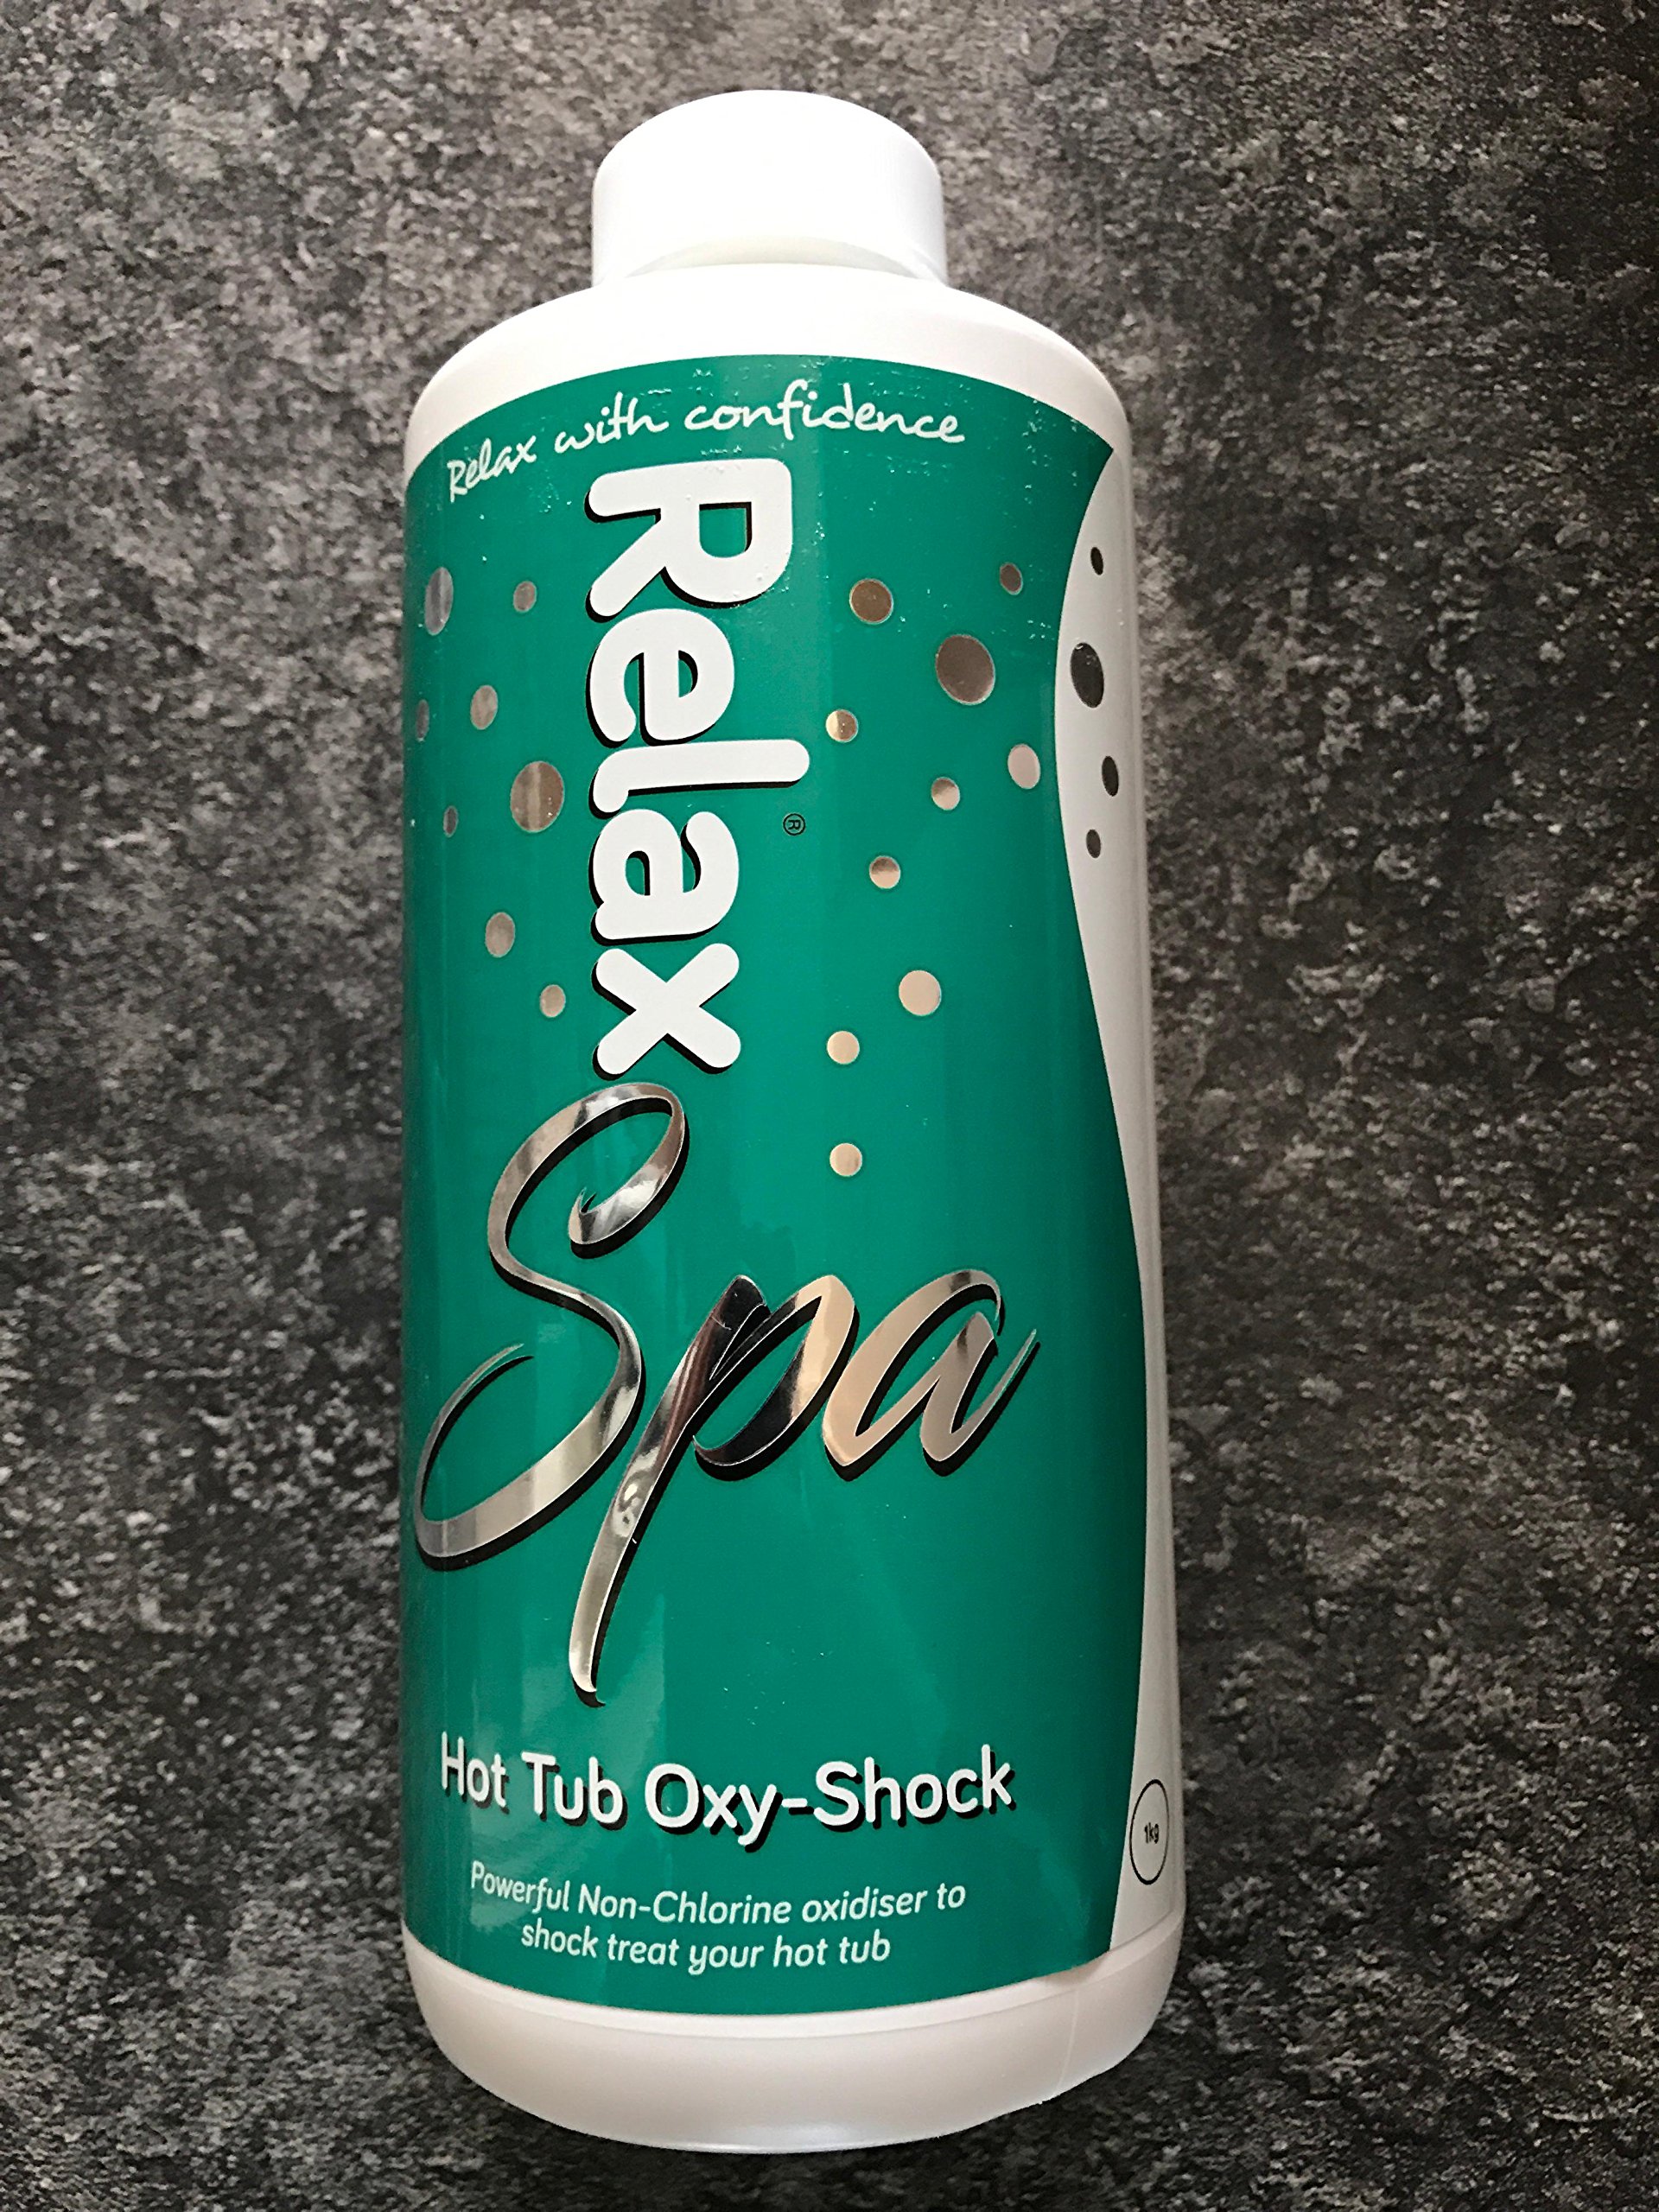 Relax with confidence
Relax®
Spa
Hot Tub Oxy-Shock
1kg
Powerful Non-Chlorine oxidiser to
shock treat your hot tub